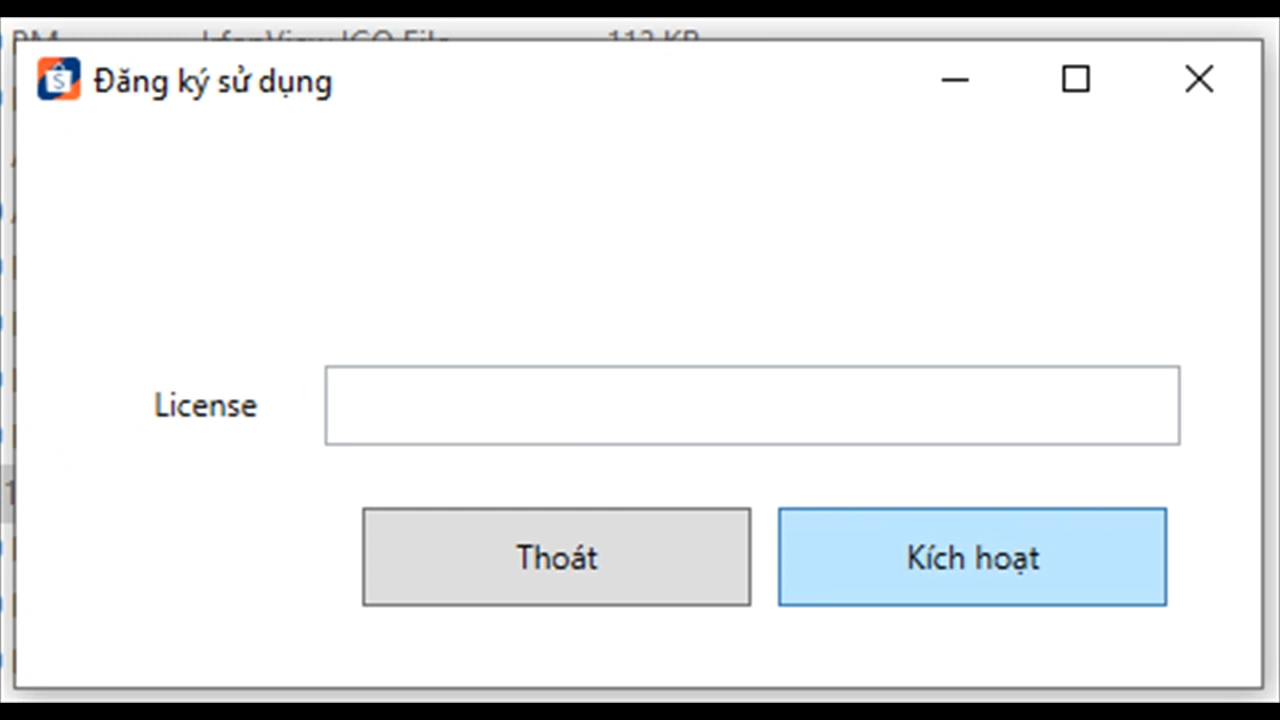 Đăng ký sử dụng
License
Thoát
Kích hoạt